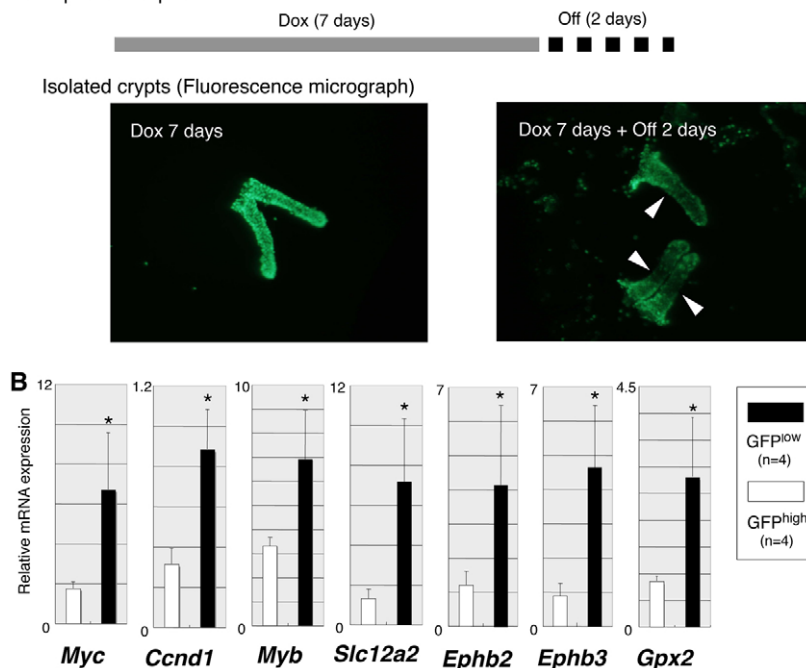 Dox (7 days)
Off (2 days)
Isolated crypts (Fluorescence micrograph)
Dox 7 days
Dox 7 days + Off 2 days
B
Relative mRNA expression
12
0
Myc
*
1.2
0
Ccnd1
*
10
0
Myb
*
12
0
Slc12a2
*
7
0
Ephb2
*
7
0
Ephb3
*
4.5
0
Gpx2
*
GFPlow
(n=4)
GFPhigh
(n=4)